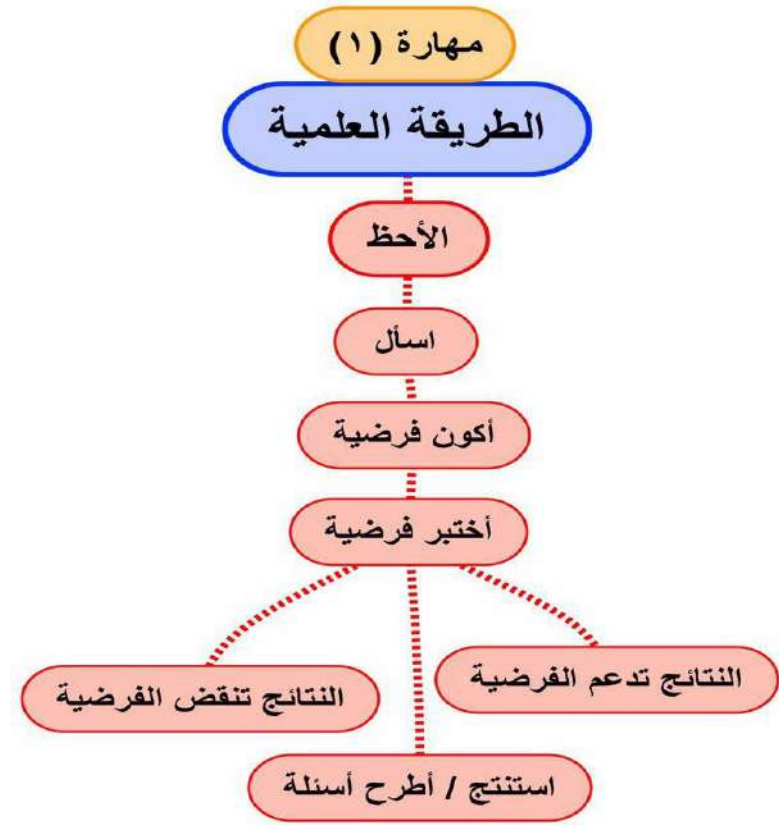 مهارة (١)
الطريقة العلمية
الأحظ
اسأل
أكون فرضية
أختبر فرضية
النتائج تدعم الفرضية
النتائج تنقض الفرضية
استنتج / أطرح أسئلة